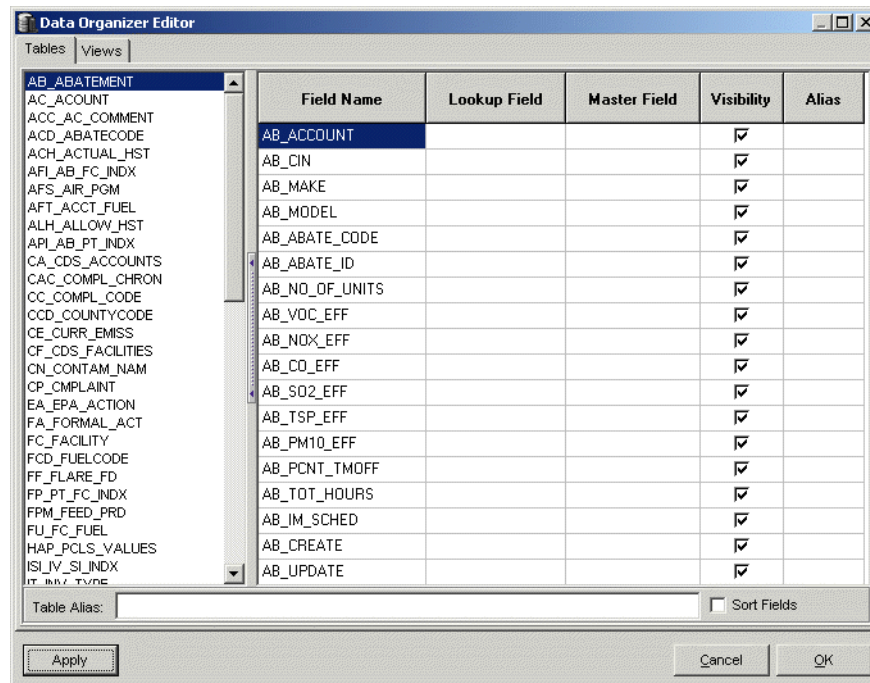 Data Organizer Editor
Tables Views
AB_ABATEMENT
AC_ACOUNT
ACC_AC_COMMENT
ACD_ABATECODE
ACH_ACTUAL_HST
AFI_AB_FC_INDX
AFS_AIR_PGM
AFT_ACCT_FUEL
ALH_ALLOW_HST
API_AB_PT_INDX
CA_CDS_ACCOUNTS
CAC_COMPL_CHRON
CC_COMPL_CODE
CCD_COUNTYCODE
CE_CURR_EMISS
CF_CDS_FACILITIES
CN_CONTAM_NAM
CP_CMPLAINT
EA_EPA_ACTION
FA_FORMAL_ACT
FC_FACILITY
FCD_FUELCODE
FF_FLARE_FD
FP_PT_FC_INDX
FPM_FEED_PRD
FU_FC_FUEL
HAP_PCLS_VALUES
ISI_IV_SI_INDX
IT_INV_TYPE
Field Name Lookup Field Master Field Visibility Alias
AB_ACCOUNT
AB_CIN
AB_MAKE
AB_MODEL
AB_ABATE_CODE
AB_ABATE_ID
AB_NO_OF_UNITS
AB_VOC_EFF
AB_NOX_EFF
AB_CO_EFF
AB_SO2_EFF
AB_TSP_EFF
AB_PM10_EFF
AB_PCNT_TMOFF
AB_TOT_HOURS
AB_IM_SCHED
AB_CREATE
AB_UPDATE
Table Alias: Sort Fields
Apply Cancel OK